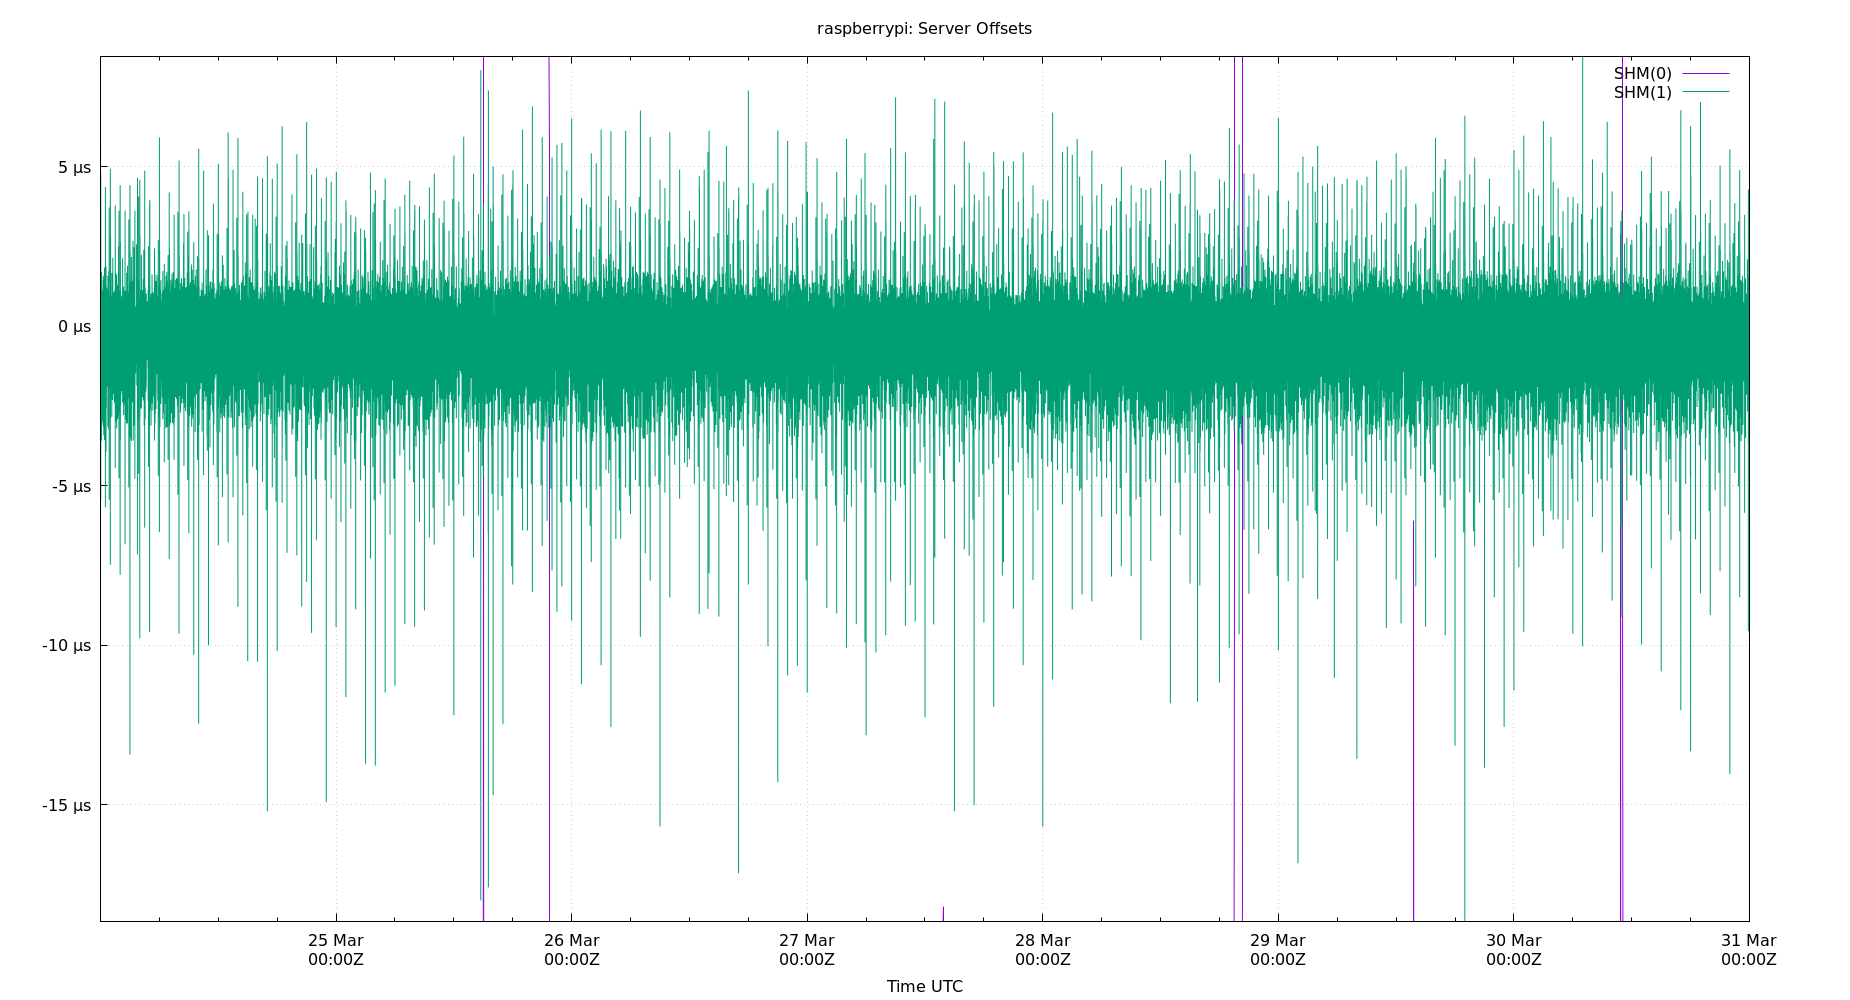 raspberrypi: Server Offsets
SHM(0)
SHM(1)
5 µs
0 µs
-5 µs
-10 µs
-15 µs
25 Mar
00:00Z
26 Mar
00:00Z
27 Mar
00:00Z
28 Mar
00:00Z
29 Mar
00:00Z
30 Mar
00:00Z
31 Mar
00:00Z
Time UTC